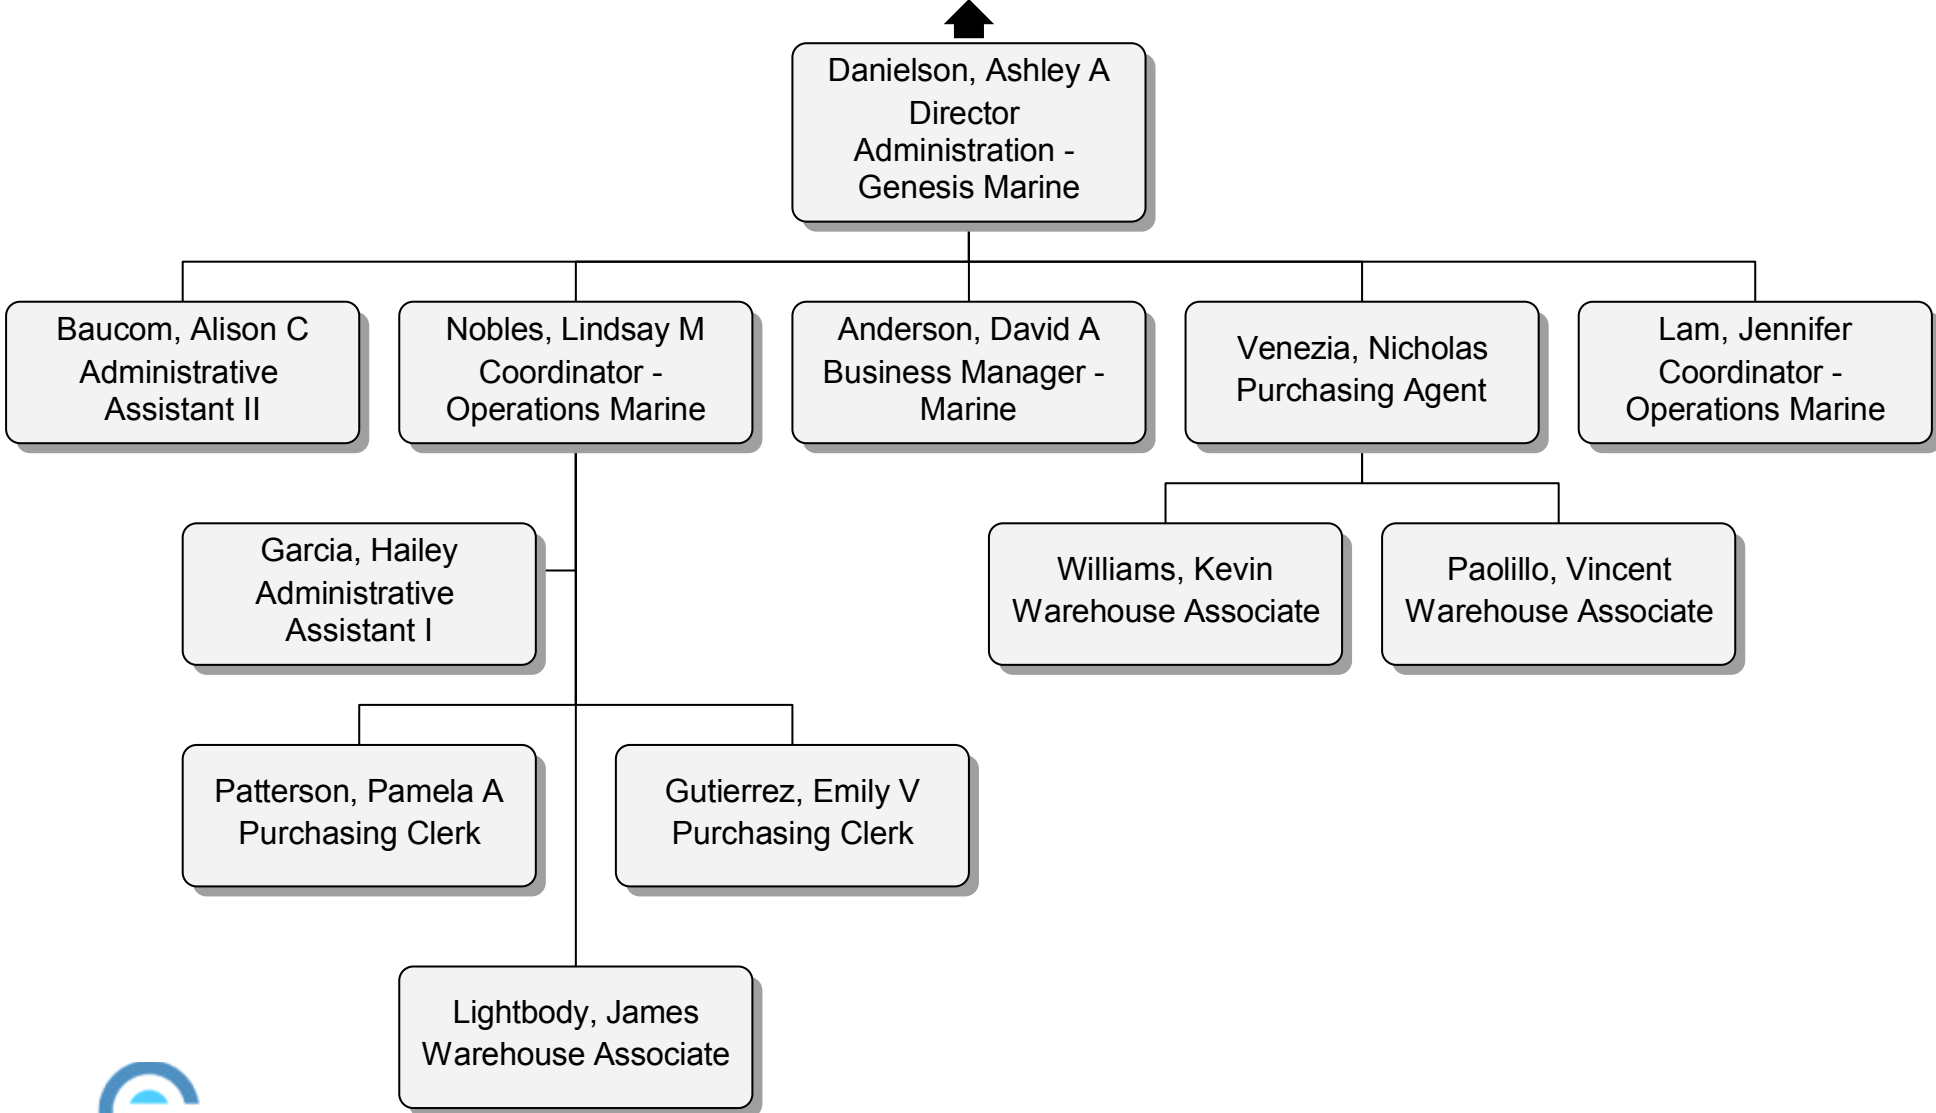 Danielson, Ashley A
Director
Administration -
Genesis Marine
Baucom, Alison C
Administrative
Assistant II
Nobles, Lindsay M
Coordinator -
Operations Marine
Anderson, David A
Business Manager -
Marine
Venezia, Nicholas
Purchasing Agent
Lam, Jennifer
Coordinator -
Operations Marine
Garcia, Hailey
Administrative
Assistant I
Williams, Kevin
Warehouse Associate
Paolillo, Vincent
Warehouse Associate
Patterson, Pamela A
Purchasing Clerk
Gutierrez, Emily V
Purchasing Clerk
Lightbody, James
Warehouse Associate